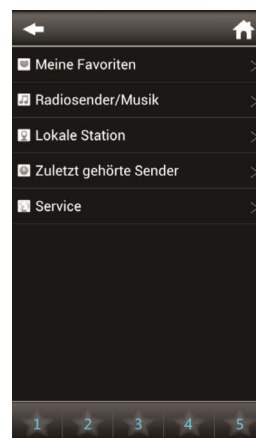 Meine Favoriten
Radiosender/Musik
Lokale Station
Zuletzt gehörte Sender
Service
1 2 3 4 5